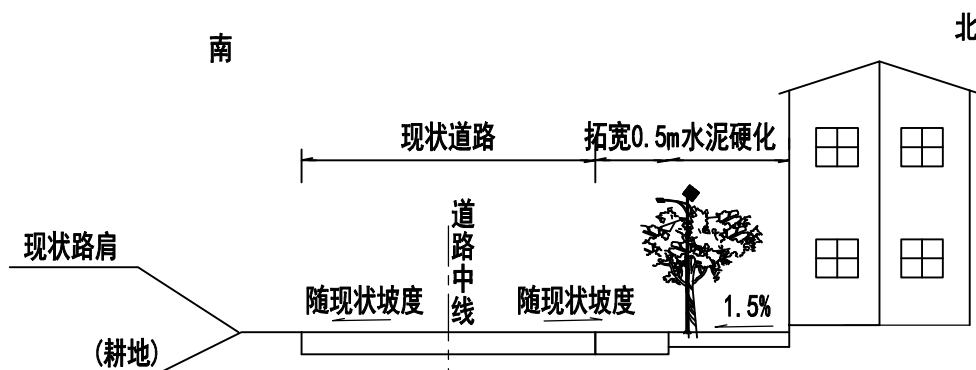 南
北
现状道路
拓宽0.5m水泥硬化
道路中线
现状路肩
随现状坡度
随现状坡度
1.5%
(耕地)